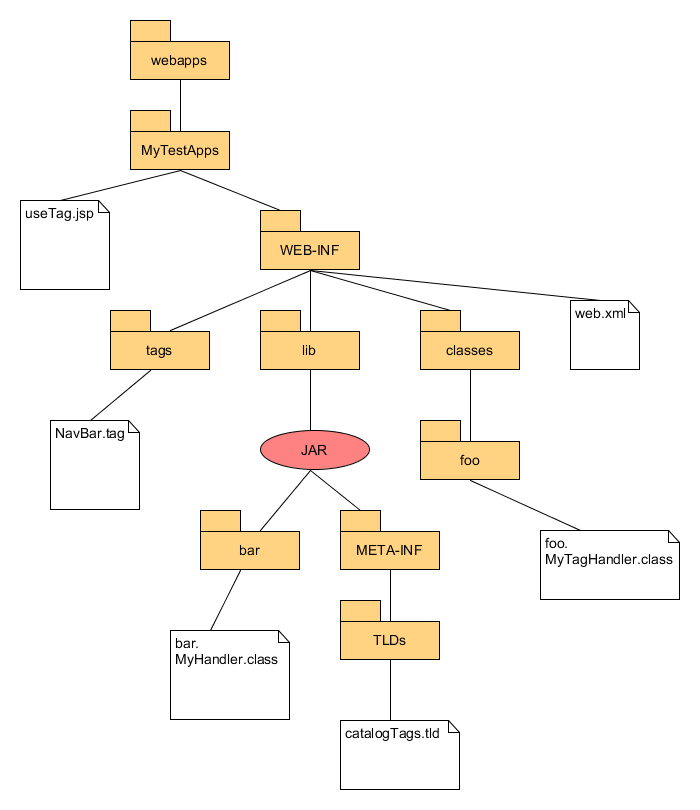 webapps
MyTestApps
useTag.jsp
WEB-INF
web.xml
tags
lib
classes
NavBar.tag
JAR
foo
bar
META-INF
foo.
MyTagHandler.class
TLDs
bar.
MyHandler.class
catalogTags.tld